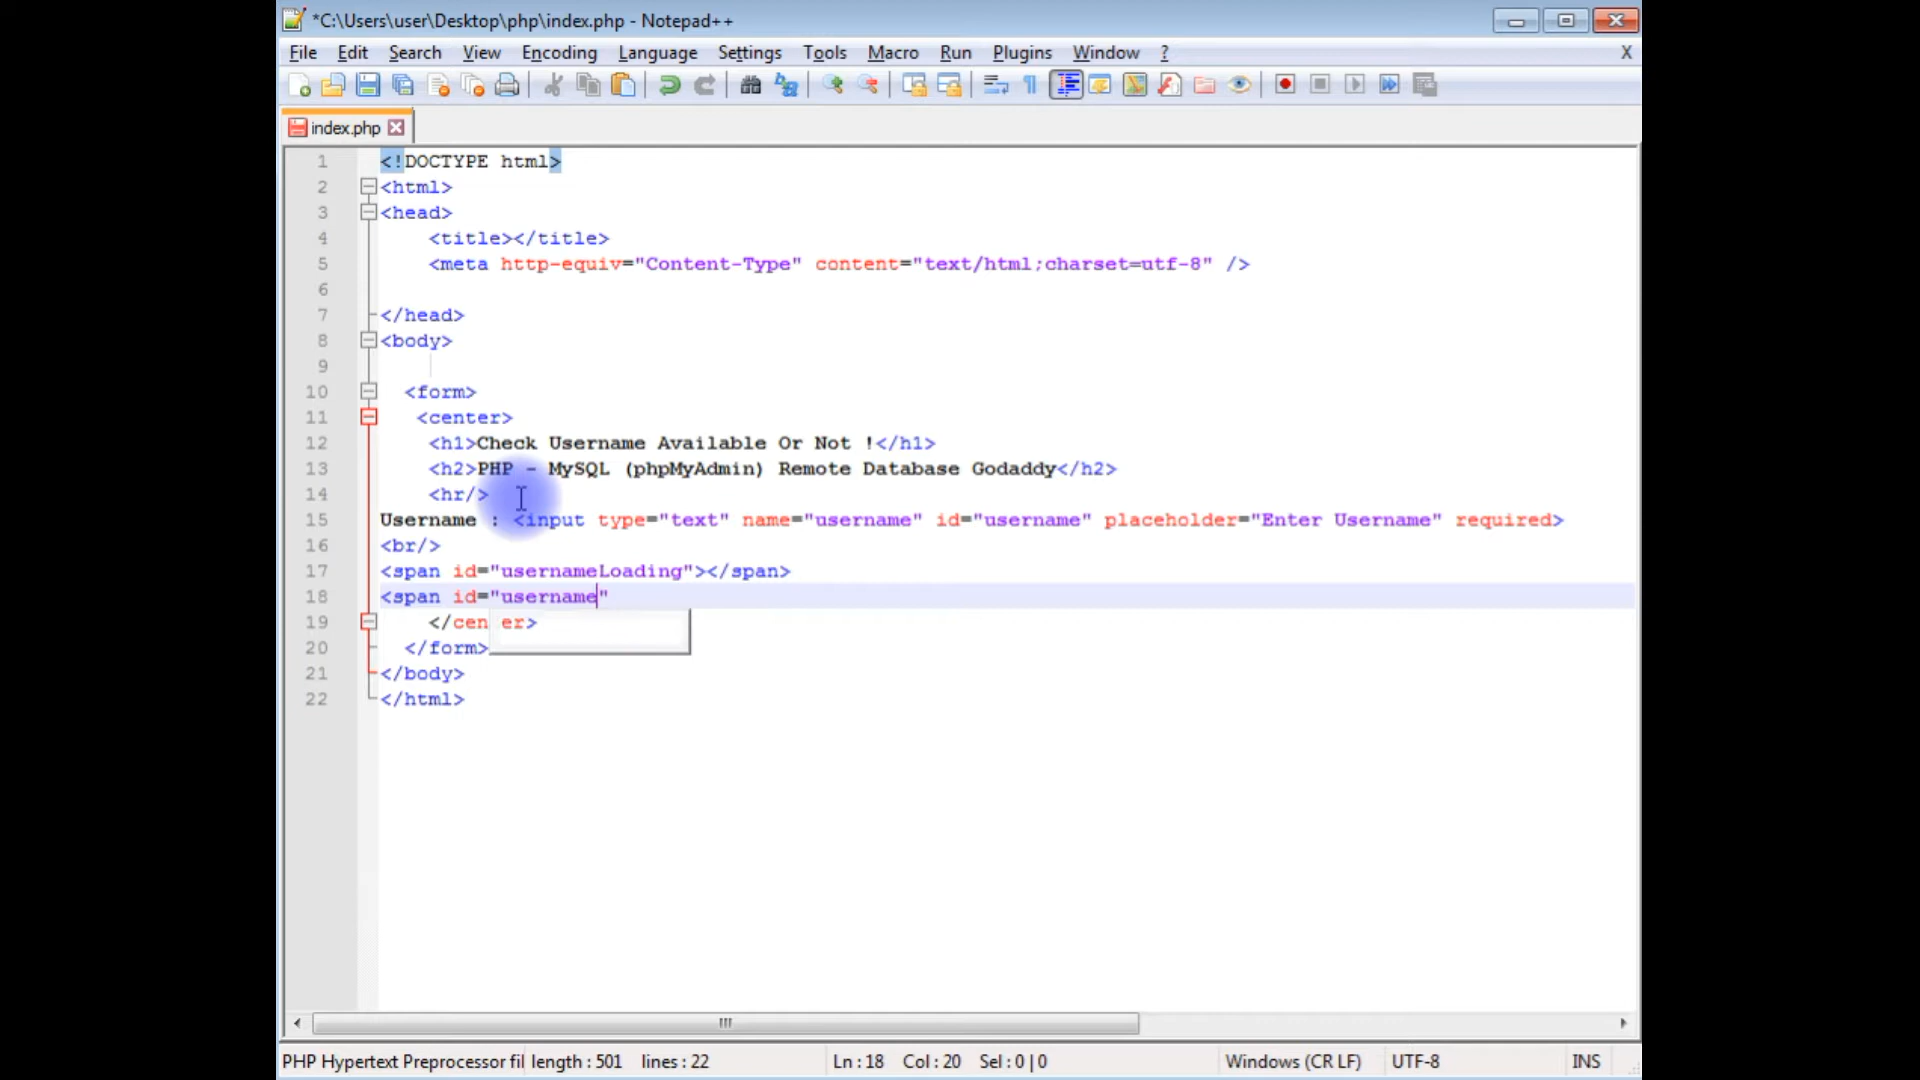 *C:\Users\user\Desktop\php\index.php - Notepad++
File Edit Search View Encoding Language Settings Tools Macro Run Plugins Window ? X
index.php
1 <!DOCTYPE html>
2 <html>
3 <head>
4 <title></title>
5 <meta http-equiv="Content-Type" content="text/html;charset=utf-8" />
6
7 </head>
8 <body>
9
10 <form>
11 <center>
12 <h1>Check Username Available Or Not !</h1>
13 <h2>PHP - MySQL (phpMyAdmin) Remote Database Godaddy</h2>
14 <hr/>
15 Username : <input type="text" name="username" id="username" placeholder="Enter Username" required>
16 <br/>
17 <span id="usernameLoading"></span>
18 <span id="username"
19 </cen er>
20 </form>
21 </body>
22 </html>
PHP Hypertext Preprocessor fil length : 501 lines : 22 Ln : 18 Col : 20 Sel : 0 | 0 Windows (CR LF) UTF-8 INS